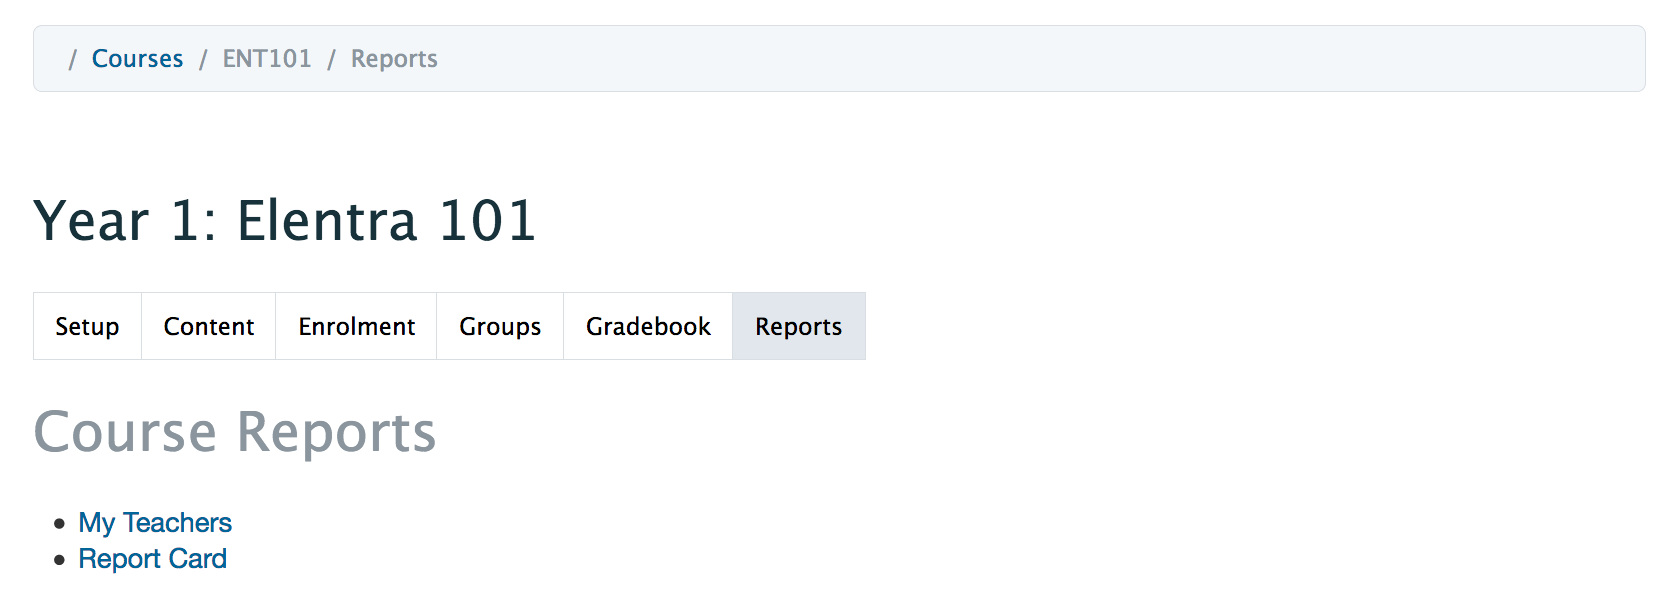 / Courses / ENT101 / Reports
Year 1: Elentra 101
Setup Content Enrolment Groups Gradebook Reports
Course Reports
• My Teachers
• Report Card